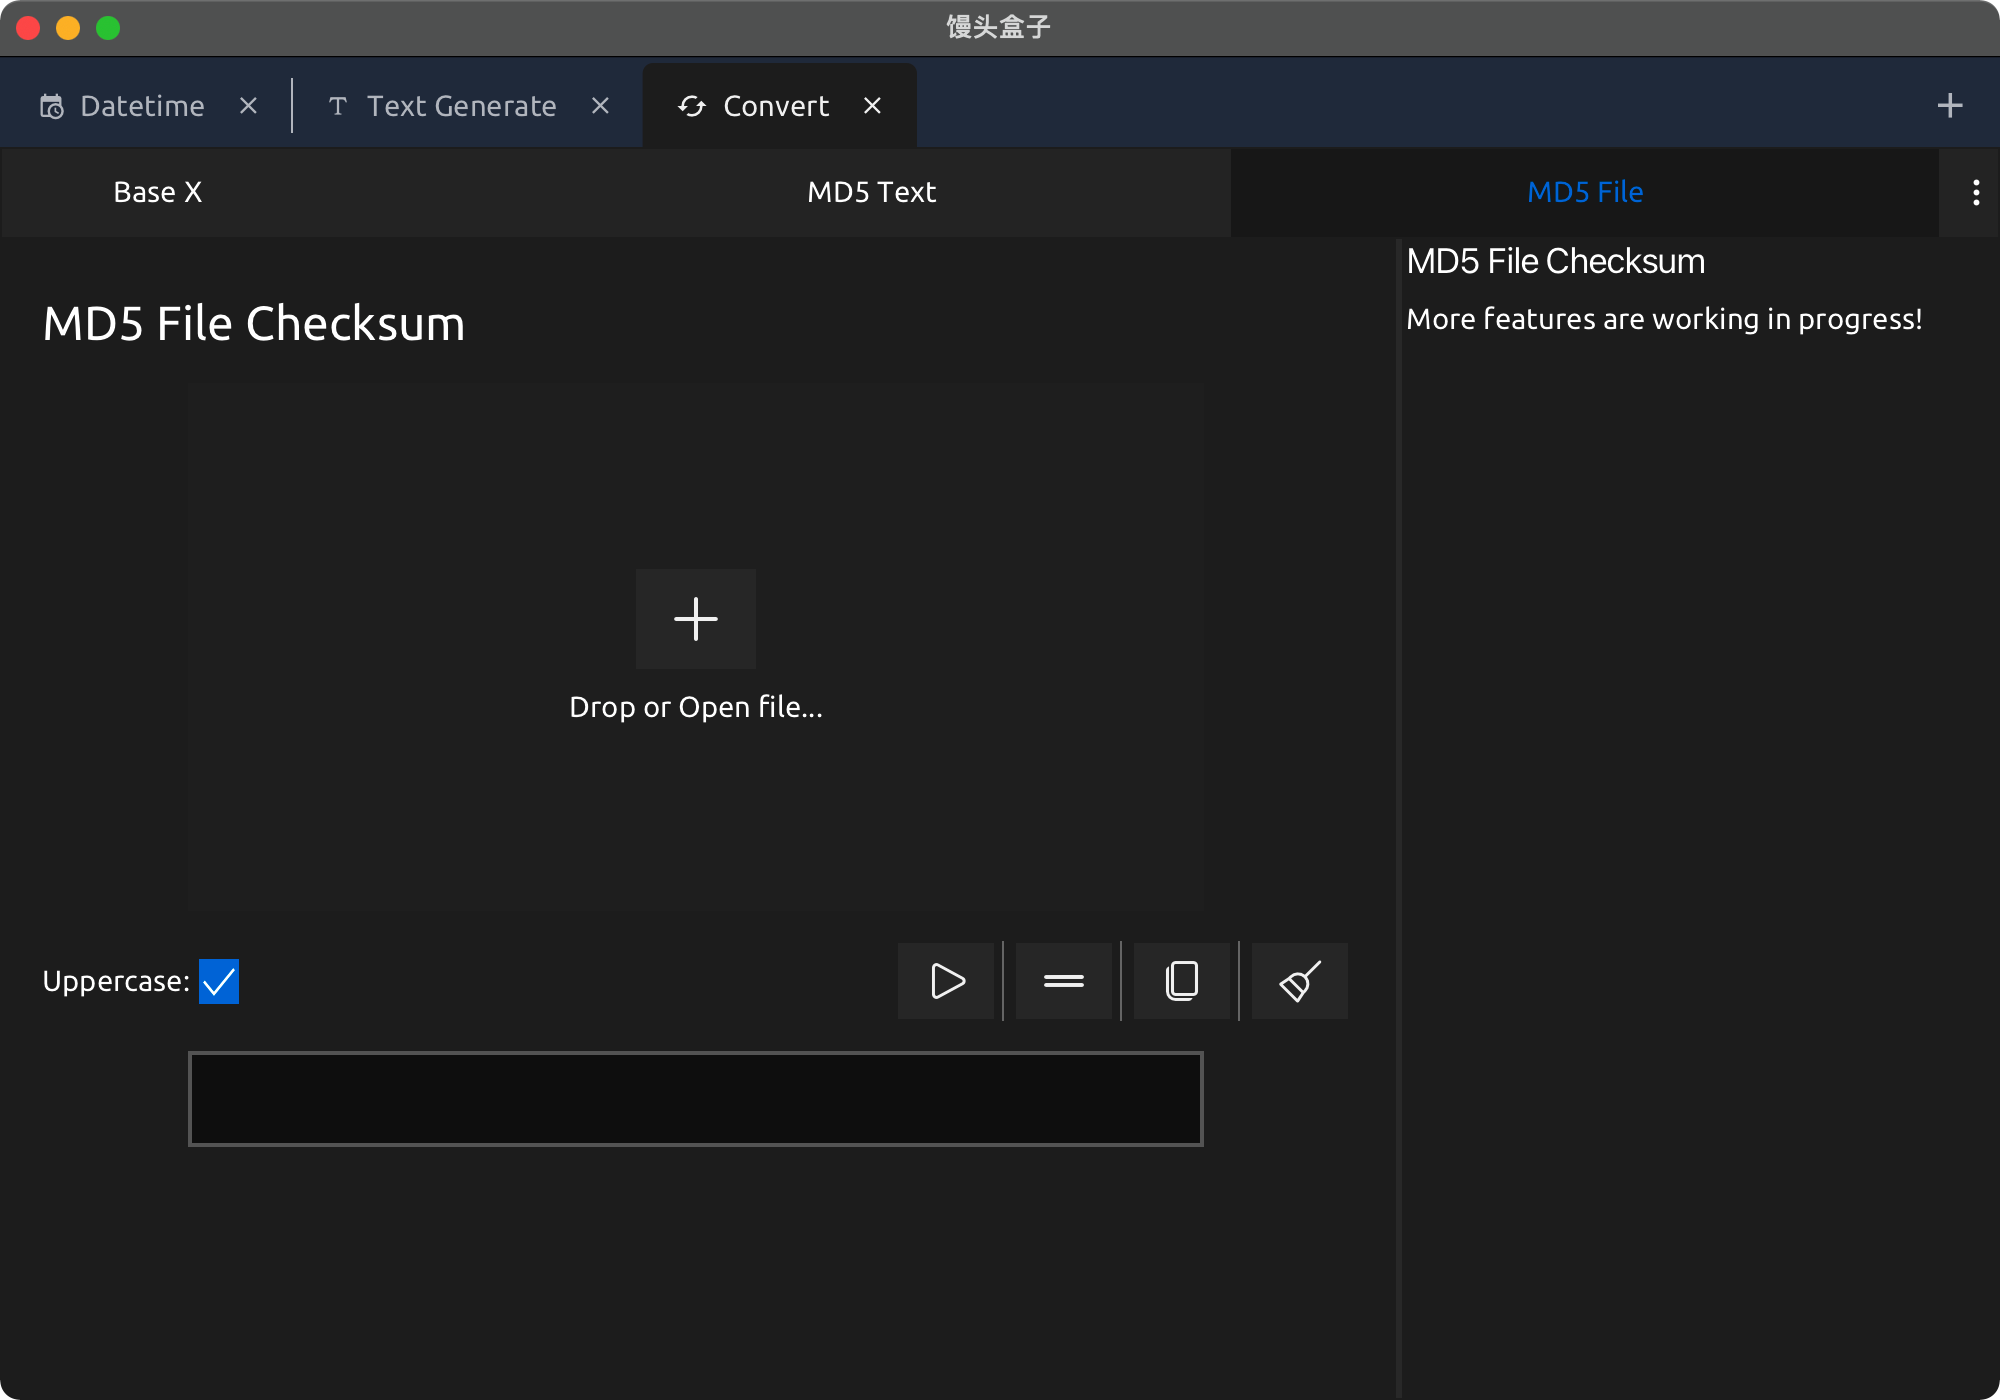 馒头盒子
Datetime
Text Generate
Convert
Base X
MD5 Text
MD5 File
MD5 File Checksum
Drop or Open file...
Uppercase:
MD5 File Checksum
More features are working in progress!